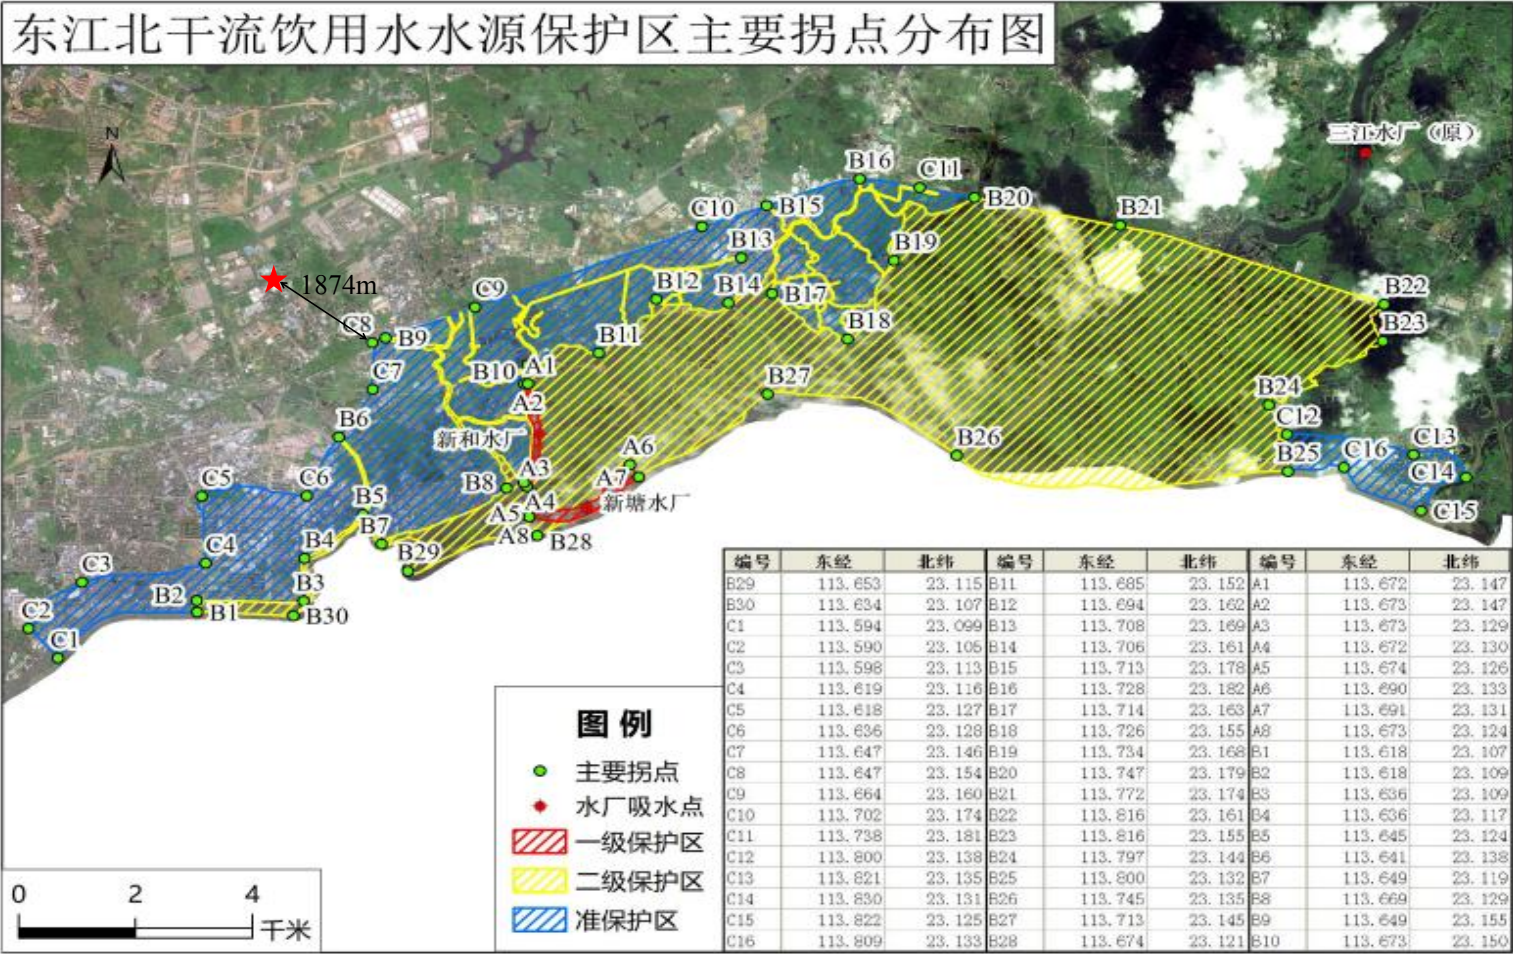 东江北干流饮用水水源保护区主要拐点分布图
N
三江水厂（原）
B16
C11
B20
B15
C10
B21
B13
B19
1874m
B12
B14
B17
C9
B22
C8
B9
B18
B23
B11
B10
A1
C7
B27
B24
A2
B6
新和水厂
C12
A6
B26
C16
C13
C5
C6
B8
A3
A7
B25
C14
B5
A4
新塘水厂
A5
C15
B7
A8
B28
C4
B4
B29
C3
B2
B3
C2
B1
B30
C1
图例
主要拐点
水厂吸水点
一级保护区
二级保护区
准保护区
0 2 4
千米
编号 东经 北纬 编号 东经 北纬 编号 东经 北纬
B29 113.653 23.115 B11 113.685 23.152 A1 113.672 23.147
B30 113.634 23.107 B12 113.694 23.162 A2 113.673 23.147
C1 113.594 23.099 B13 113.708 23.169 A3 113.673 23.129
C2 113.590 23.105 B14 113.706 23.161 A4 113.672 23.130
C3 113.598 23.113 B15 113.713 23.178 A5 113.674 23.126
C4 113.619 23.116 B16 113.728 23.182 A6 113.690 23.133
C5 113.618 23.127 B17 113.714 23.163 A7 113.691 23.131
C6 113.636 23.128 B18 113.726 23.155 A8 113.673 23.124
C7 113.647 23.146 B19 113.734 23.168 B1 113.618 23.107
C8 113.647 23.154 B20 113.747 23.179 B2 113.618 23.109
C9 113.664 23.160 B21 113.772 23.174 B3 113.636 23.109
C10 113.702 23.174 B22 113.816 23.161 B4 113.636 23.117
C11 113.738 23.181 B23 113.816 23.155 B5 113.645 23.124
C12 113.800 23.138 B24 113.797 23.144 B6 113.641 23.138
C13 113.821 23.135 B25 113.800 23.132 B7 113.649 23.119
C14 113.830 23.131 B26 113.745 23.135 B8 113.669 23.129
C15 113.822 23.125 B27 113.713 23.145 B9 113.649 23.155
C16 113.809 23.133 B28 113.674 23.121 B10 113.673 23.150